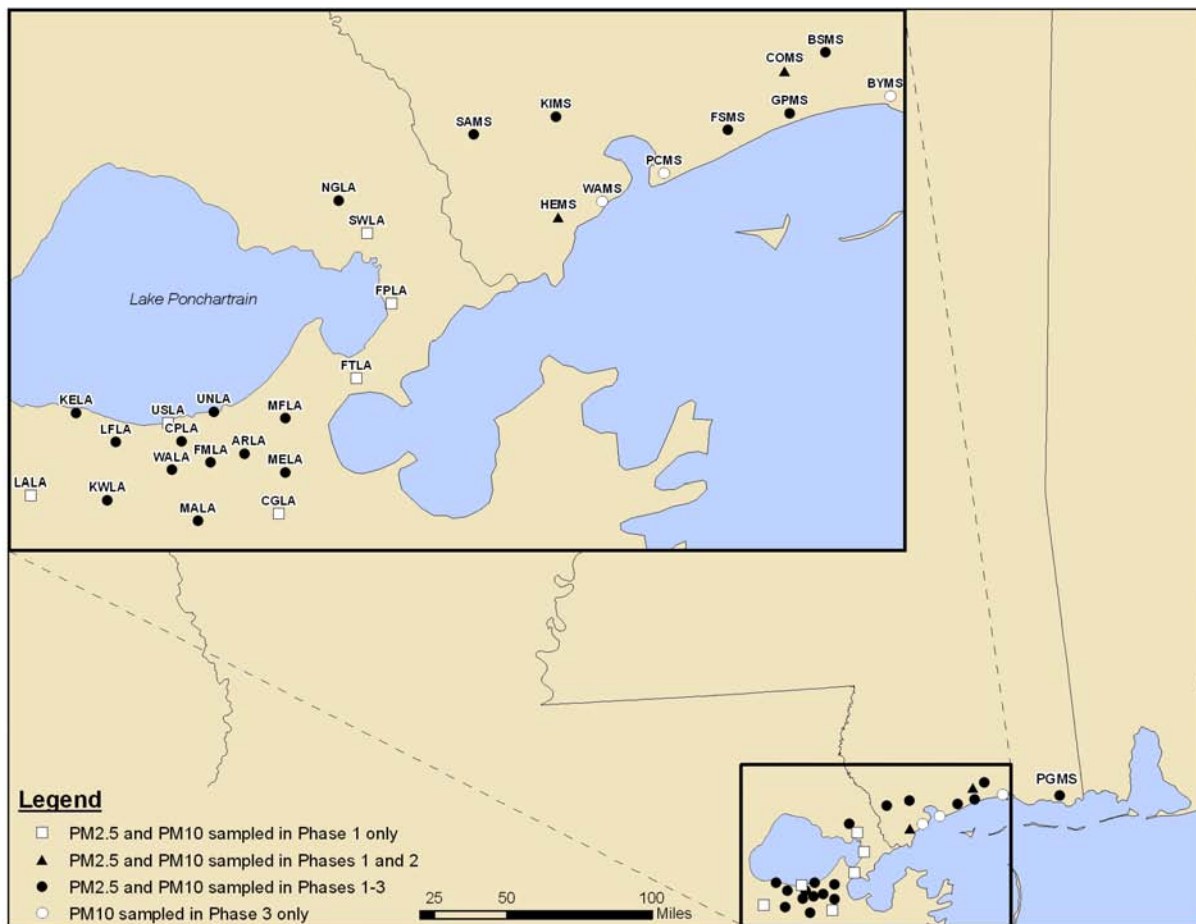 BSMS
COMS
BYMS
KIMS
GPMS
SAMS
FSMS
PCMS
NGLA
WAMS
HEMS
SWLA
FPLA
Lake Ponchartrain
FTLA
KELA
UNLA
MFLA
USLA
LFLA
CPLA
ARLA
FMLA
WALA
MELA
LALA
KWLA
CGLA
MALA
PGMS
Legend
PM2.5 and PM10 sampled in Phase 1 only
PM2.5 and PM10 sampled in Phases 1 and 2
PM2.5 and PM10 sampled in Phases 1-3
PM10 sampled in Phase 3 only
25 50 100
Miles